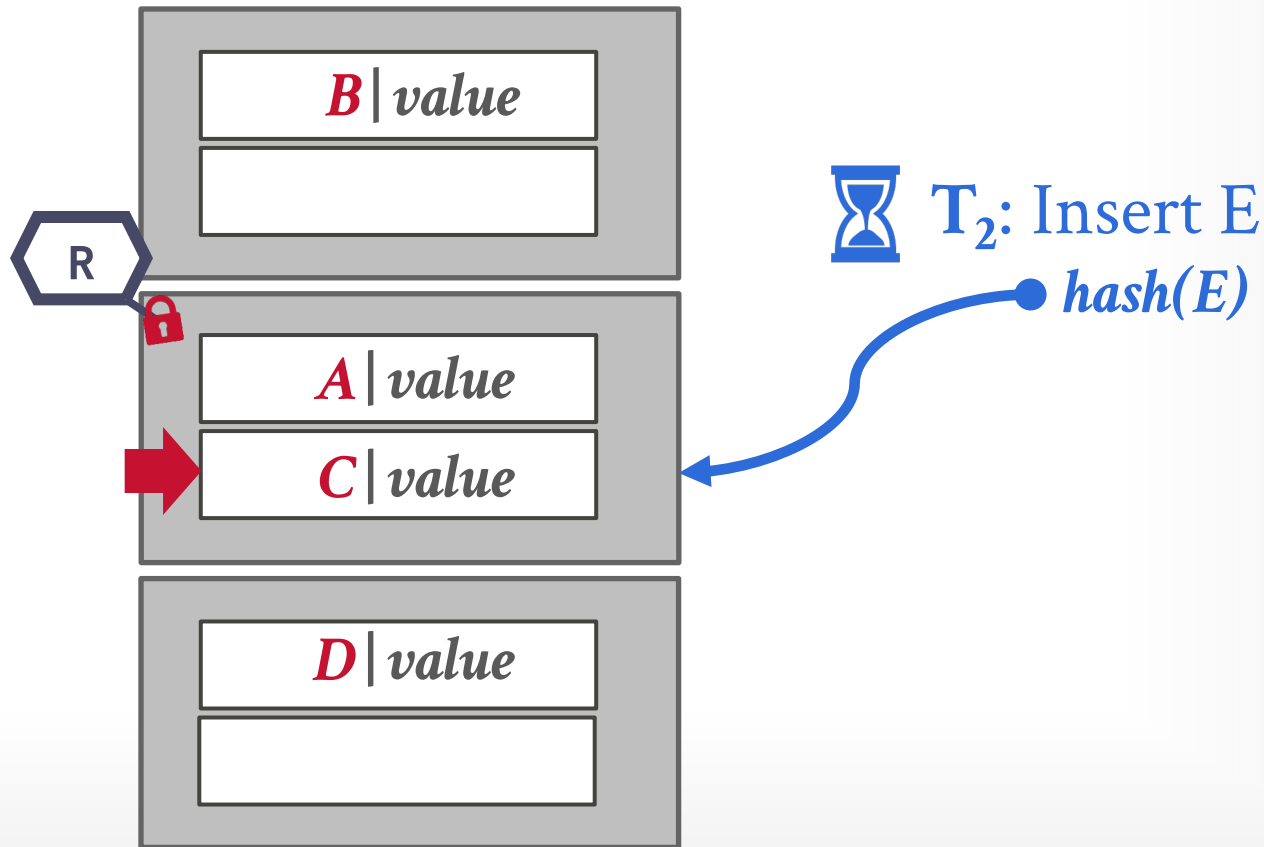 B|value
T₂: Insert E
R
hash(E)
A|value
C|value
D|value